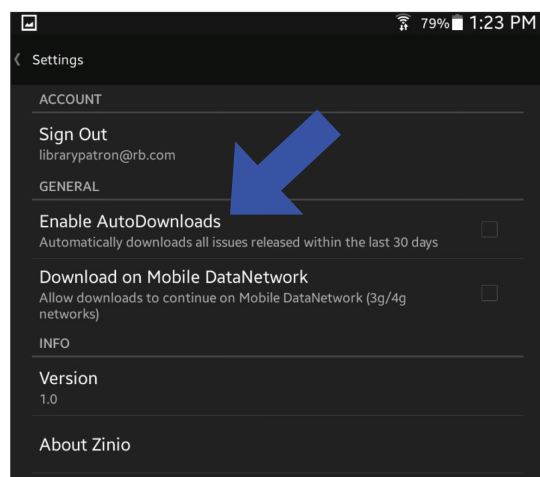 79% 1:23 PM
Settings
ACCOUNT
Sign Out
librarypatron@rb.com
GENERAL
Enable AutoDownloads
Automatically downloads all issues released within the last 30 days
Download on Mobile DataNetwork
Allow downloads to continue on Mobile DataNetwork (3g/4g
networks)
INFO
Version
1.0
About Zinio